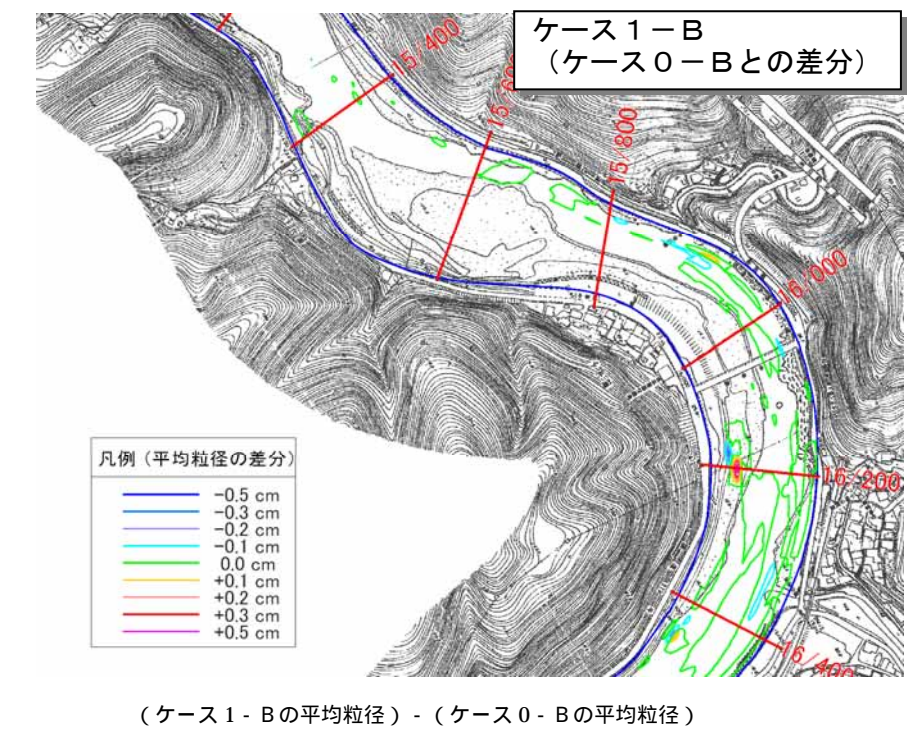 ケース１－Ｂ
（ケース０－Ｂとの差分）
15/400
15/600
15/800
16/000
16/200
16/400
凡例（平均粒径の差分）
-0.5 cm
-0.3 cm
-0.2 cm
-0.1 cm
0.0 cm
+0.1 cm
+0.2 cm
+0.3 cm
+0.5 cm
（ケース1 - Ｂの平均粒径） - （ケース0 - Ｂの平均粒径）